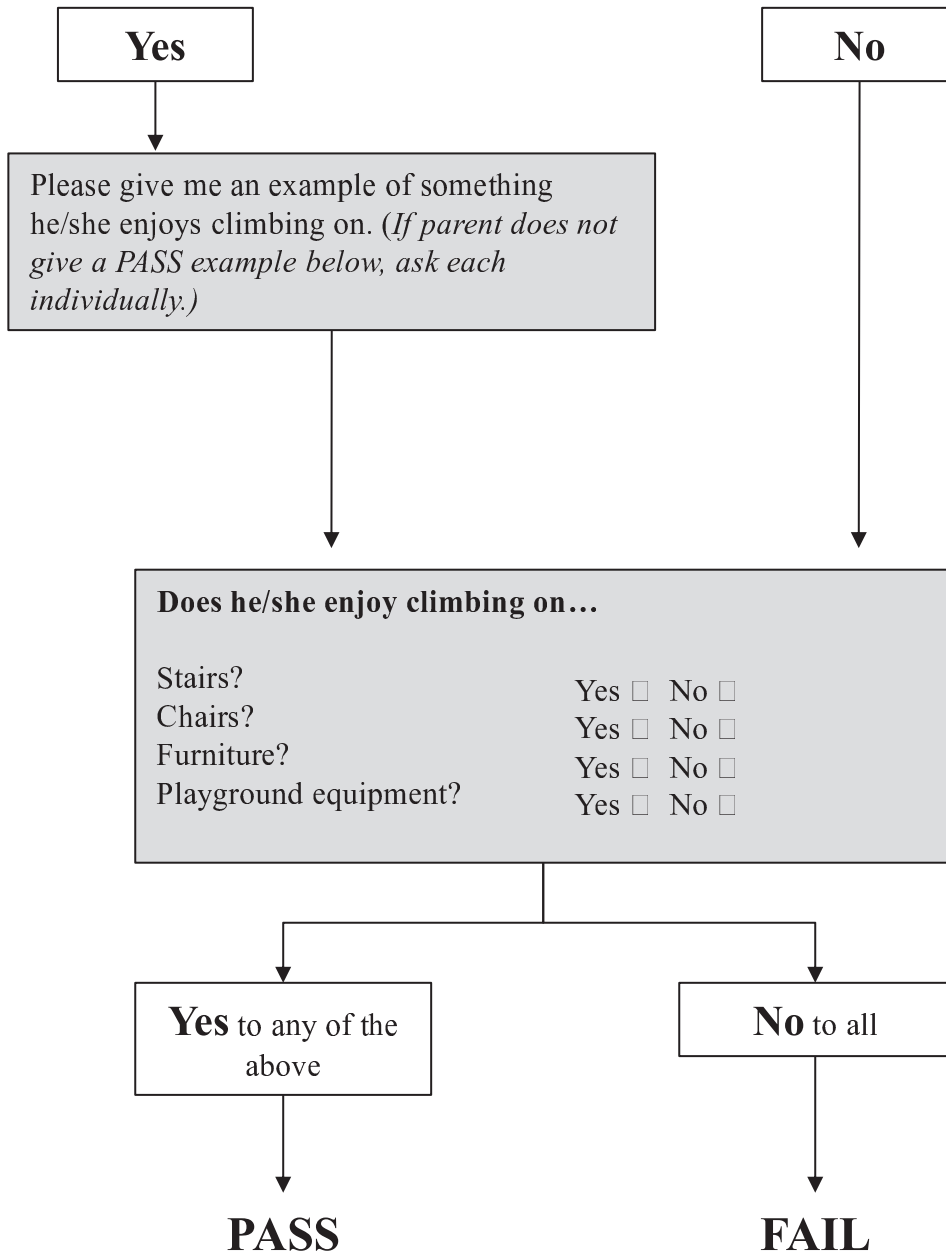 Yes
No
Please give me an example of something
he/she enjoys climbing on. (If parent does not
give a PASS example below, ask each
individually.)
Does he/she enjoy climbing on…
Stairs? Yes □ No □
Chairs? Yes □ No □
Furniture? Yes □ No □
Playground equipment? Yes □ No □
Yes to any of the
above
No to all
PASS
FAIL